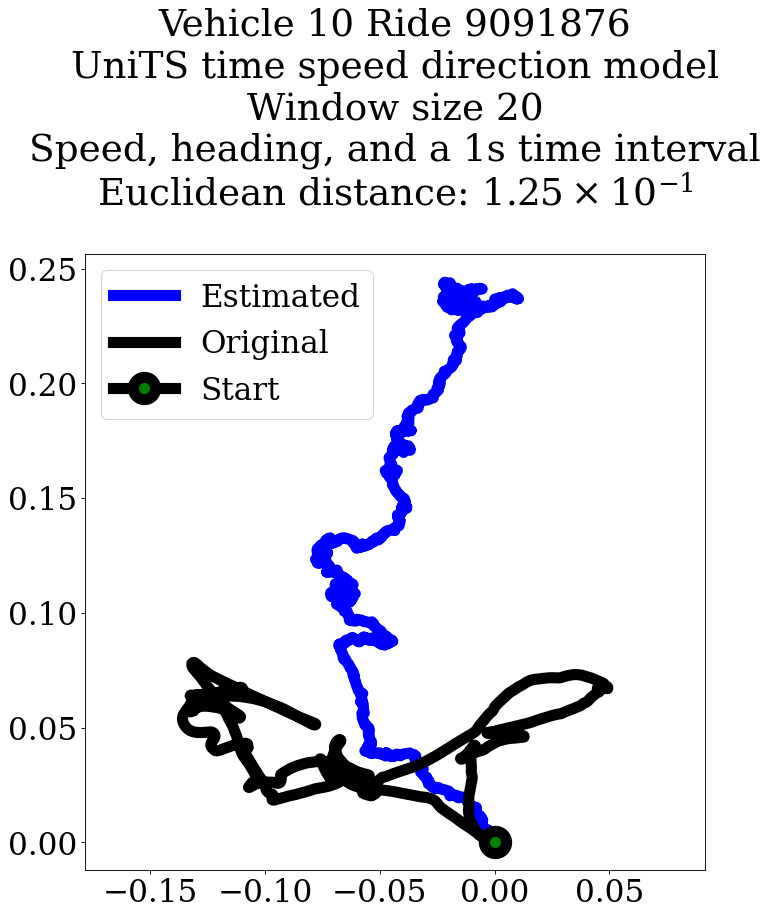 Vehicle 10 Ride 9091876
UniTS time speed direction model
Window size 20
Speed, heading, and a 1s time interval
Euclidean distance: 1.25 × 10⁻¹
0.25
Estimated
Original
Start
0.20
0.15
0.10
0.05
0.00
−0.15 −0.10 −0.05 0.00 0.05